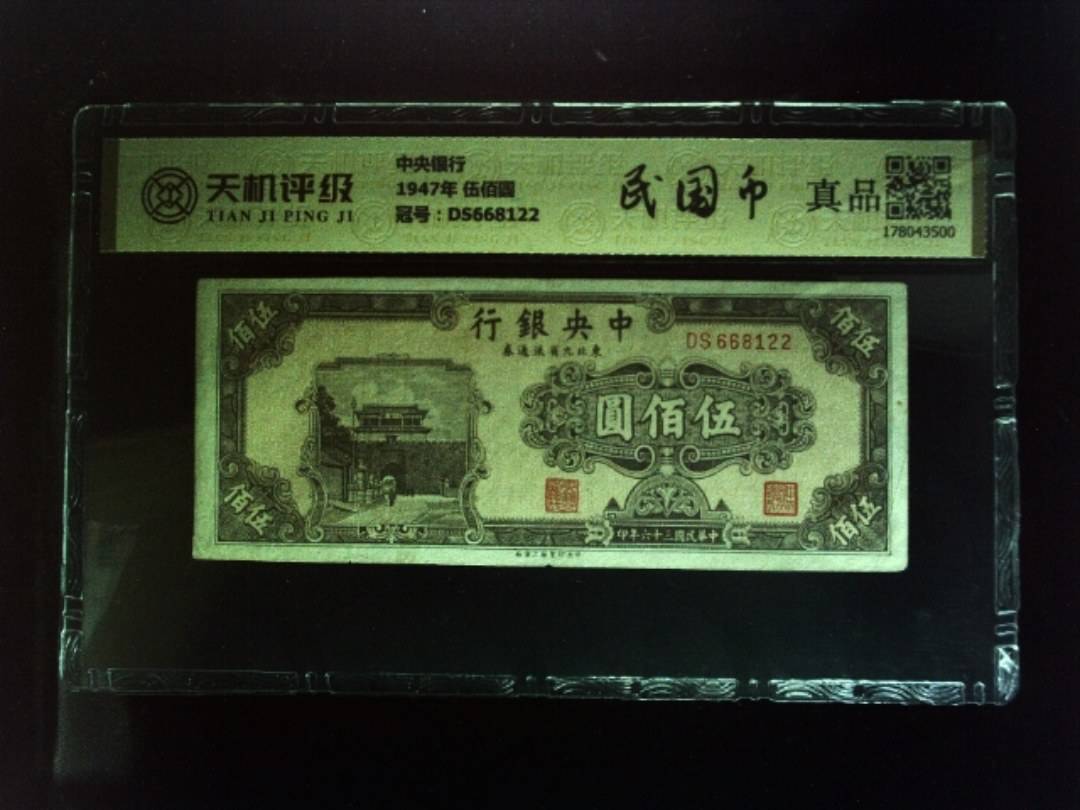 天机评级
TIAN JI PING JI
中央银行
1947年 伍佰圆
冠号：DS668122
民国币
真品
178043500
伍佰
行銀央中
券通流省九北東
DS668122
伍佰
圓佰伍
伍佰
印年六十三國民華中
伍佰